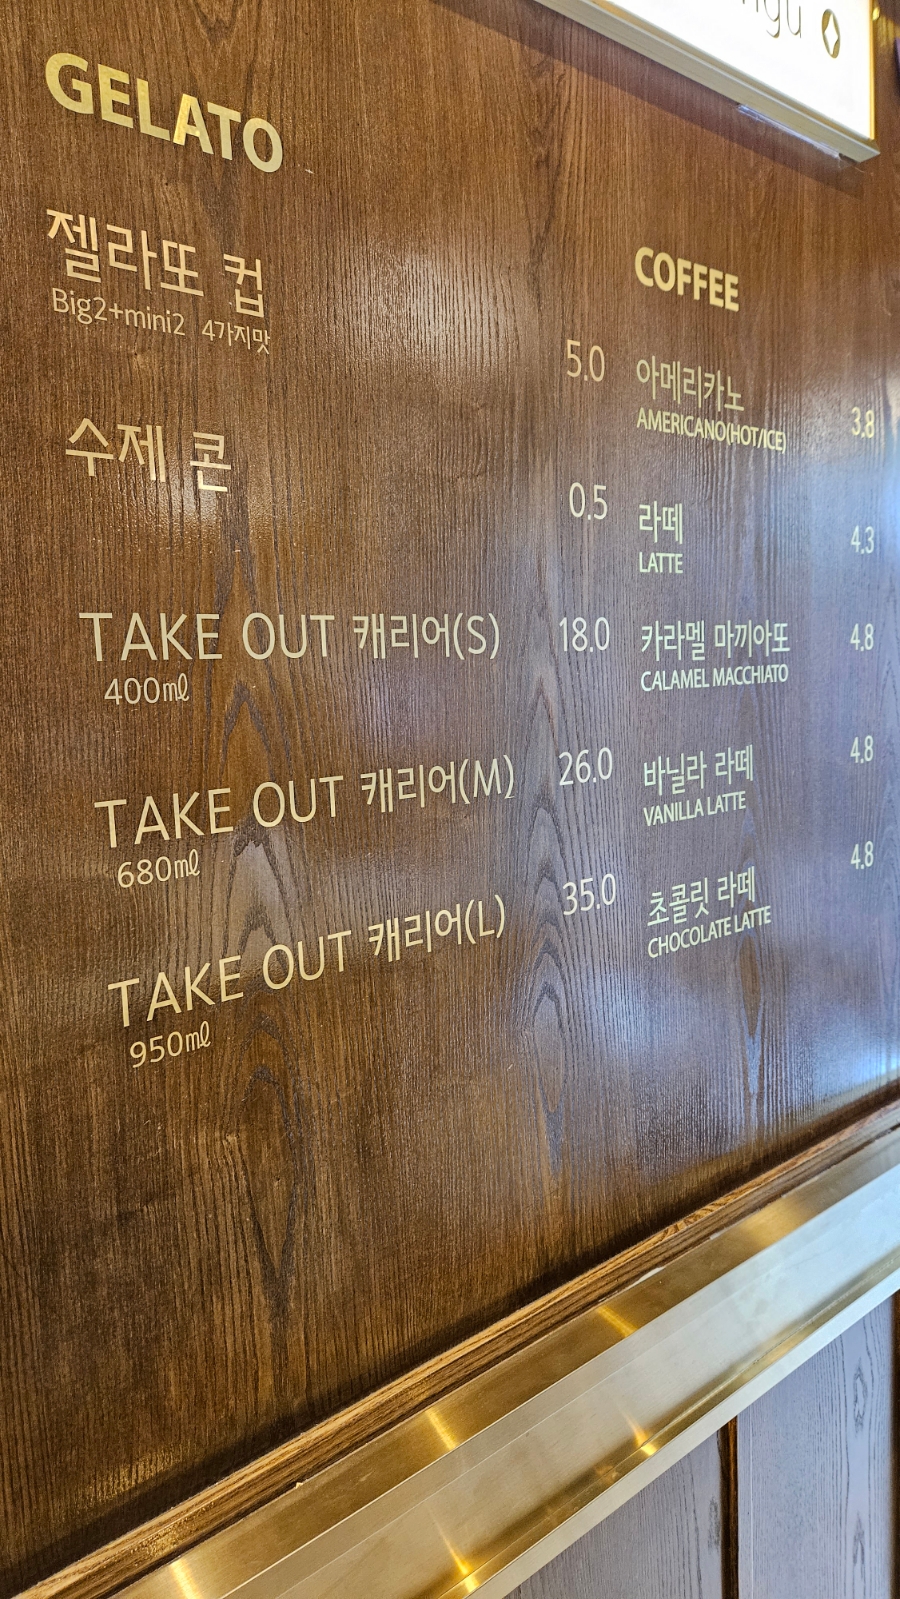 GELATO
젤라또 컵
Big2+mini2 4가지맛
5.0
수제 콘
0.5
TAKE OUT 캐리어(S)
18.0
400㎖
TAKE OUT 캐리어(M)
26.0
680㎖
TAKE OUT 캐리어(L)
35.0
950㎖
COFFEE
아메리카노
AMERICANO(HOT/ICE)
3.8
라떼
4.3
LATTE
카라멜 마끼아또
4.8
CALAMEL MACCHIATO
바닐라 라떼
4.8
VANILLA LATTE
초콜릿 라떼
4.8
CHOCOLATE LATTE